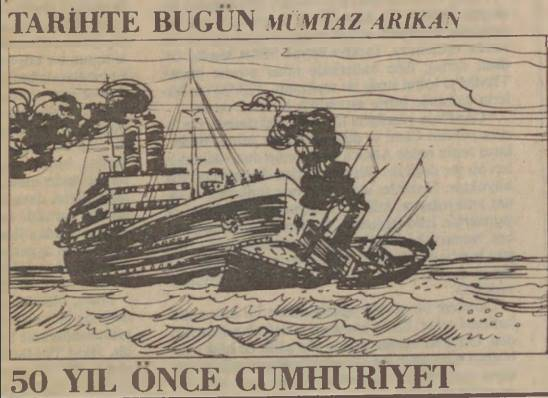 TARİHTE BUGÜN MÜMTAZ ARIKAN
50 YIL ÖNCE CUMHURİYET